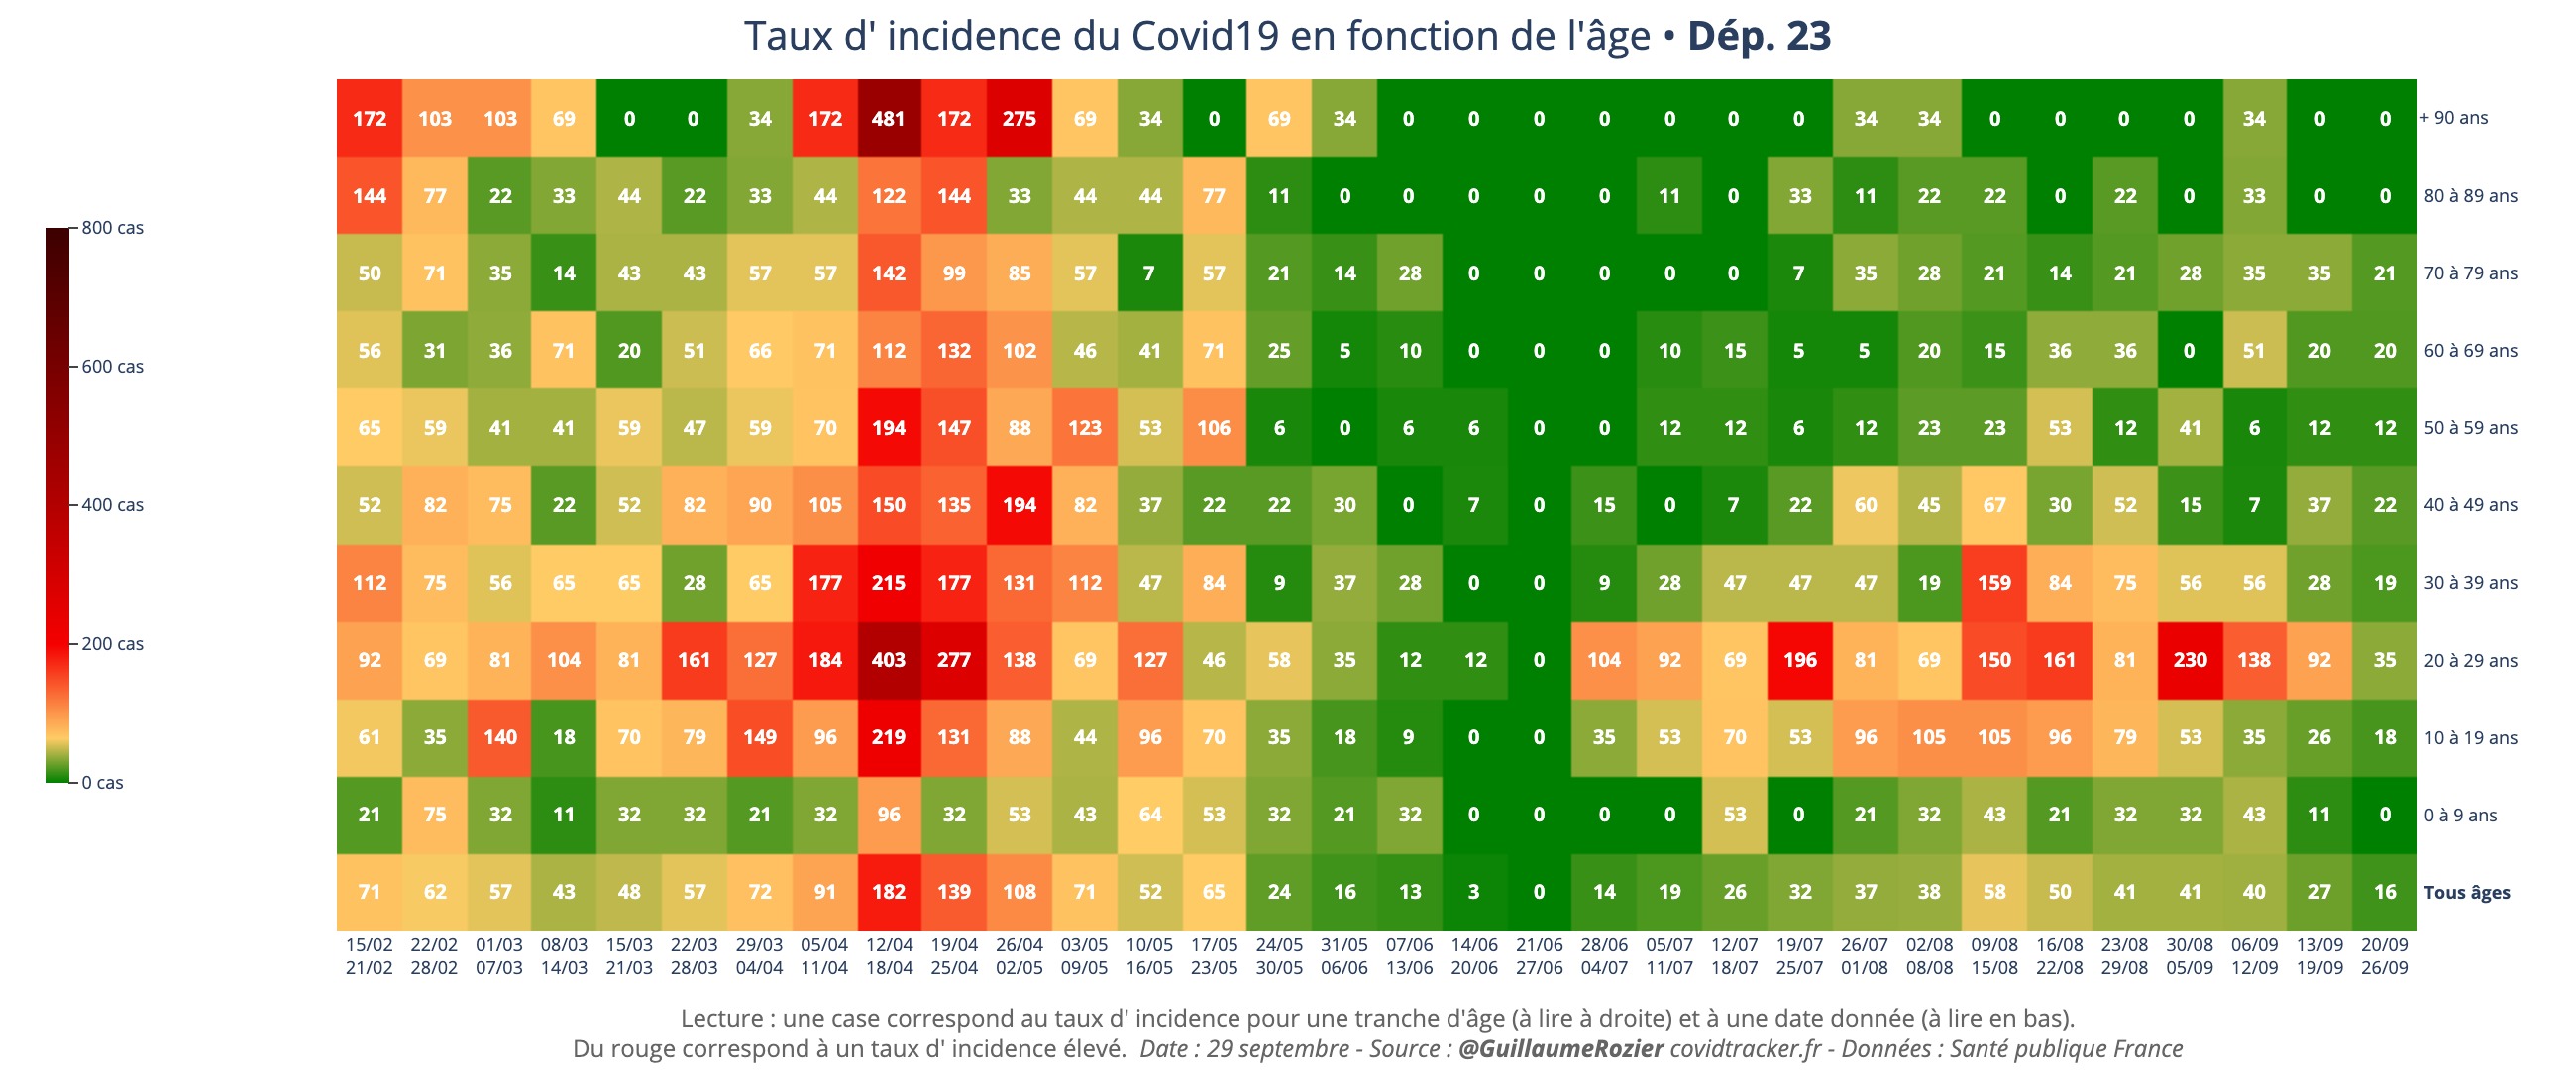 Taux d' incidence du Covid19 en fonction de l'âge • Dép. 23
172 103 103 69 0 0 34 172 481 172 275 69 34 0 69 34 0 0 0 0 0 0 0 34 34 0 0 0 0 34 0 0 + 90 ans
144 77 22 33 44 22 33 44 122 144 33 44 44 77 11 0 0 0 0 0 11 0 33 11 22 22 0 22 0 33 0 0 80 à 89 ans
50 71 35 14 43 43 57 57 142 99 85 57 7 57 21 14 28 0 0 0 0 0 7 35 28 21 14 21 28 35 35 21 70 à 79 ans
56 31 36 71 20 51 66 71 112 132 102 46 41 71 25 5 10 0 0 0 10 15 5 5 20 15 36 36 0 51 20 20 60 à 69 ans
65 59 41 41 59 47 59 70 194 147 88 123 53 106 6 0 6 6 0 0 12 12 6 12 23 23 53 12 41 6 12 12 50 à 59 ans
52 82 75 22 52 82 90 105 150 135 194 82 37 22 22 30 0 7 0 15 0 7 22 60 45 67 30 52 15 7 37 22 40 à 49 ans
112 75 56 65 65 28 65 177 215 177 131 112 47 84 9 37 28 0 0 9 28 47 47 47 19 159 84 75 56 56 28 19 30 à 39 ans
92 69 81 104 81 161 127 184 403 277 138 69 127 46 58 35 12 12 0 104 92 69 196 81 69 150 161 81 230 138 92 35 20 à 29 ans
61 35 140 18 70 79 149 96 219 131 88 44 96 70 35 18 9 0 0 35 53 70 53 96 105 105 96 79 53 35 26 18 10 à 19 ans
21 75 32 11 32 32 21 32 96 32 53 43 64 53 32 21 32 0 0 0 0 53 0 21 32 43 21 32 32 43 11 0 0 à 9 ans
71 62 57 43 48 57 72 91 182 139 108 71 52 65 24 16 13 3 0 14 19 26 32 37 38 58 50 41 41 40 27 16 Tous âges
15/02 22/02 01/03 08/03 15/03 22/03 29/03 05/04 12/04 19/04 26/04 03/05 10/05 17/05 24/05 31/05 07/06 14/06 21/06 28/06 05/07 12/07 19/07 26/07 02/08 09/08 16/08 23/08 30/08 06/09 13/09 20/09
21/02 28/02 07/03 14/03 21/03 28/03 04/04 11/04 18/04 25/04 02/05 09/05 16/05 23/05 30/05 06/06 13/06 20/06 27/06 04/07 11/07 18/07 25/07 01/08 08/08 15/08 22/08 29/08 05/09 12/09 19/09 26/09
800 cas
600 cas
400 cas
200 cas
0 cas
Lecture : une case correspond au taux d' incidence pour une tranche d'âge (à lire à droite) et à une date donnée (à lire en bas).
Du rouge correspond à un taux d' incidence élevé. Date : 29 septembre - Source : @GuillaumeRozier covidtracker.fr - Données : Santé publique France